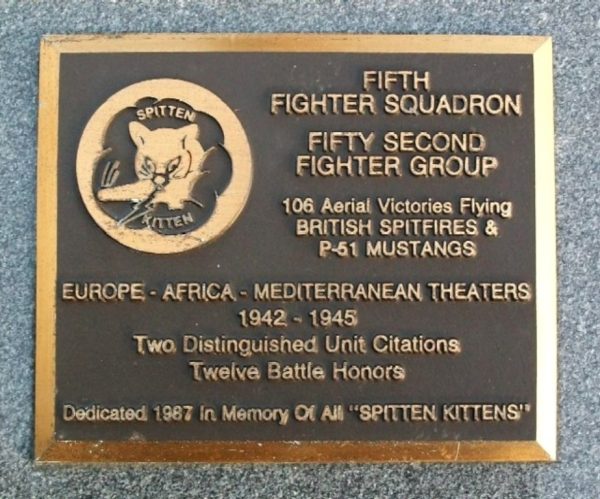 SPITTEN
KITTEN
FIFTH
FIGHTER SQUADRON
FIFTY SECOND
FIGHTER GROUP
106 Aerial Victories Flying
BRITISH SPITFIRES &
P-51 MUSTANGS
EUROPE - AFRICA - MEDITERRANEAN THEATERS
1942 - 1945
Two Distinguished Unit Citations
Twelve Battle Honors
Dedicated 1987 In Memory Of All "SPITTEN KITTENS"